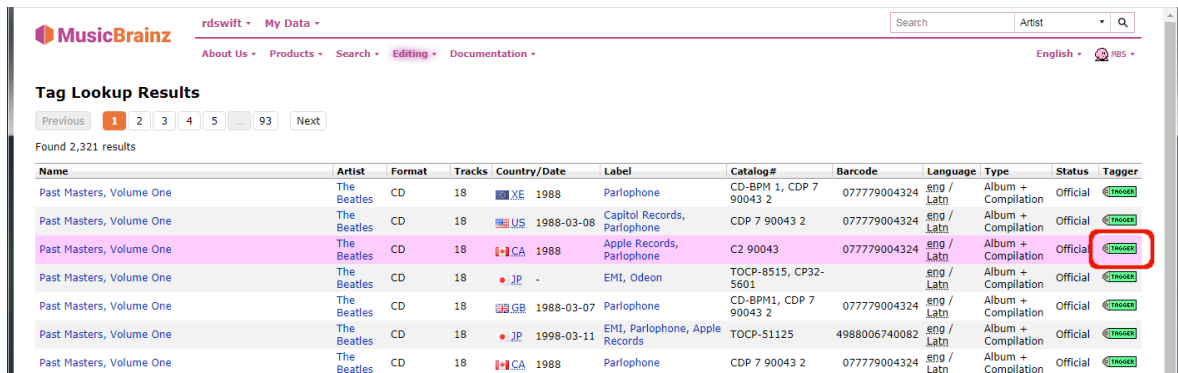 MusicBrainz
rdswift ▾ My Data ▾
Search Artist
About Us ▾ Products ▾ Search ▾ Editing ▾ Documentation ▾ English ▾ MBS ▾
Tag Lookup Results
Previous 1 2 3 4 5 ... 93 Next
Found 2,321 results
Name Artist Format Tracks Country/Date Label Catalog# Barcode Language Type Status Tagger
Past Masters, Volume One The Beatles CD 18 XE 1988 Parlophone CD-BPM 1, CDP 7 90043 2 077779004324 eng / Latn Album + Compilation Official TAGGER
Past Masters, Volume One The Beatles CD 18 US 1988-03-08 Capitol Records, Parlophone CDP 7 90043 2 077779004324 eng / Latn Album + Compilation Official TAGGER
Past Masters, Volume One The Beatles CD 18 CA 1988 Apple Records, Parlophone C2 90043 077779004324 eng / Latn Album + Compilation Official TAGGER
Past Masters, Volume One The Beatles CD 18 JP - EMI, Odeon TOCP-8515, CP32-5601 eng / Latn Album + Compilation Official TAGGER
Past Masters, Volume One The Beatles CD 18 GB 1988-03-07 Parlophone CD-BPM1, CDP 7 90043 2 077779004324 eng / Latn Album + Compilation Official TAGGER
Past Masters, Volume One The Beatles CD 18 JP 1998-03-11 EMI, Parlophone, Apple Records TOCP-51125 4988006740082 eng / Latn Album + Compilation Official TAGGER
Past Masters, Volume One The Beatles CD 18 CA 1988 Parlophone CDP 7 90043 2 077779004324 eng / Latn Album + Compilation Official TAGGER